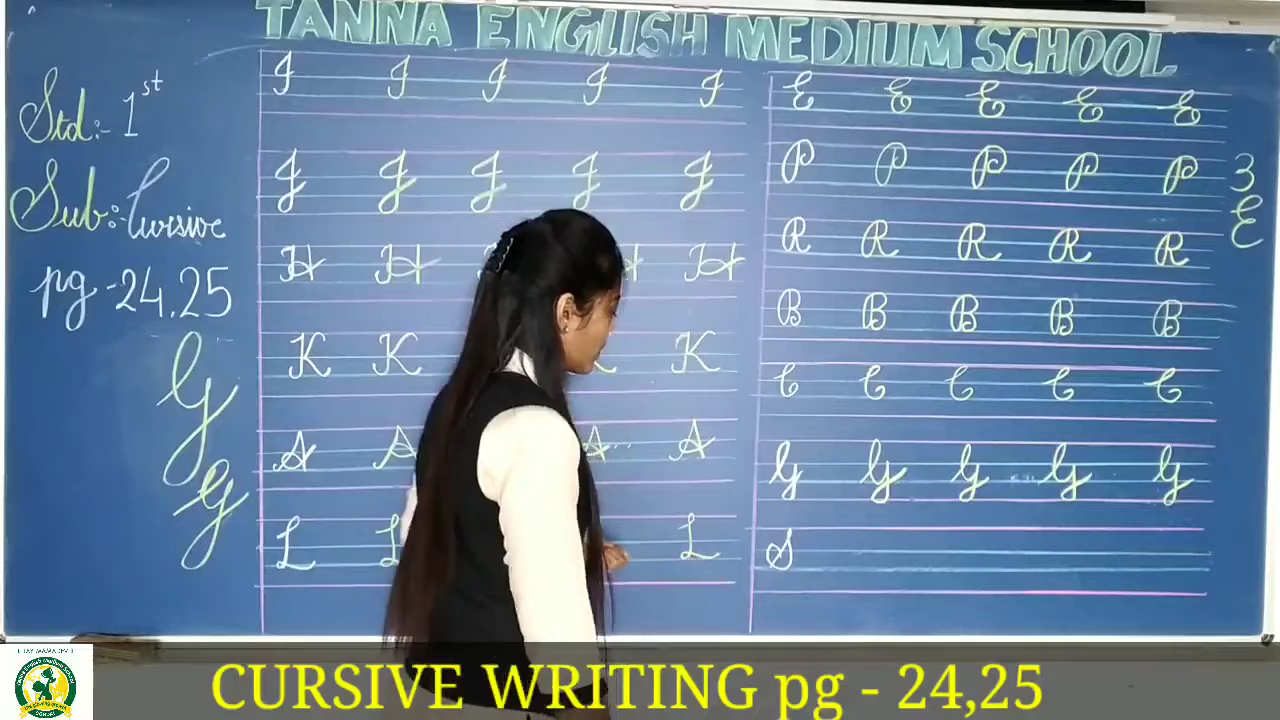 TANNA ENGLISH MEDIUM SCHOOL
Std:- 1st
Sub:- Cursive
pg - 24,25
G
G
I I I I I
J J J J J
H H H H
K K K
A A A A
L L L
E E E E E
P P P P P
R R R R R
B B B B B
C C C C C
G G G G G
S
3
E
CURSIVE WRITING pg - 24,25